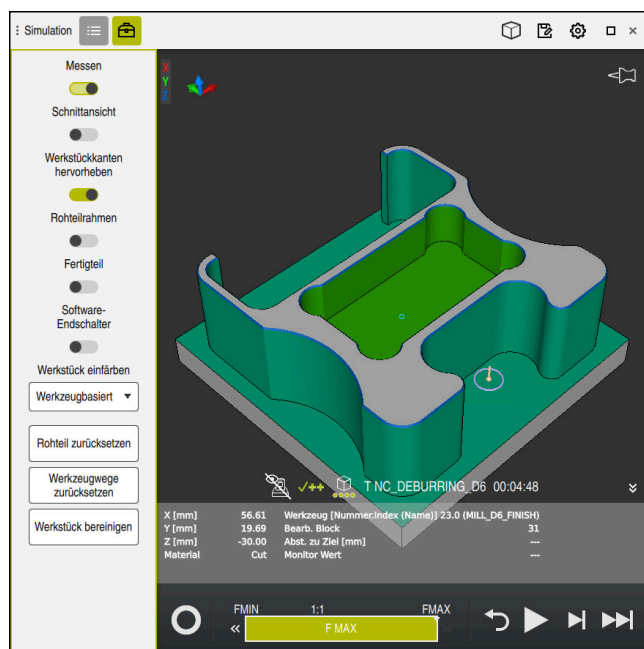 Simulation
Messen
Schnittansicht
Werkstückkanten
hervorheben
Rohteilrahmen
Fertigteil
Software-
Endschalter
Werkstück einfärben
Werkzeugbasiert
Rohteil zurücksetzen
Werkzeugwege
zurücksetzen
Werkstück bereinigen
X
Y
Z
T NC_DEBURRING_D6 00:04:48
X [mm] 56.61 Werkzeug [Nummer.Index (Name)] 23.0 (MILL_D6_FINISH)
Y [mm] 19.69 Bearb. Block 31
Z [mm] -30.00 Abst. zu Ziel [mm] ---
Material Cut Monitor Wert ---
FMIN 1:1 FMAX
F MAX